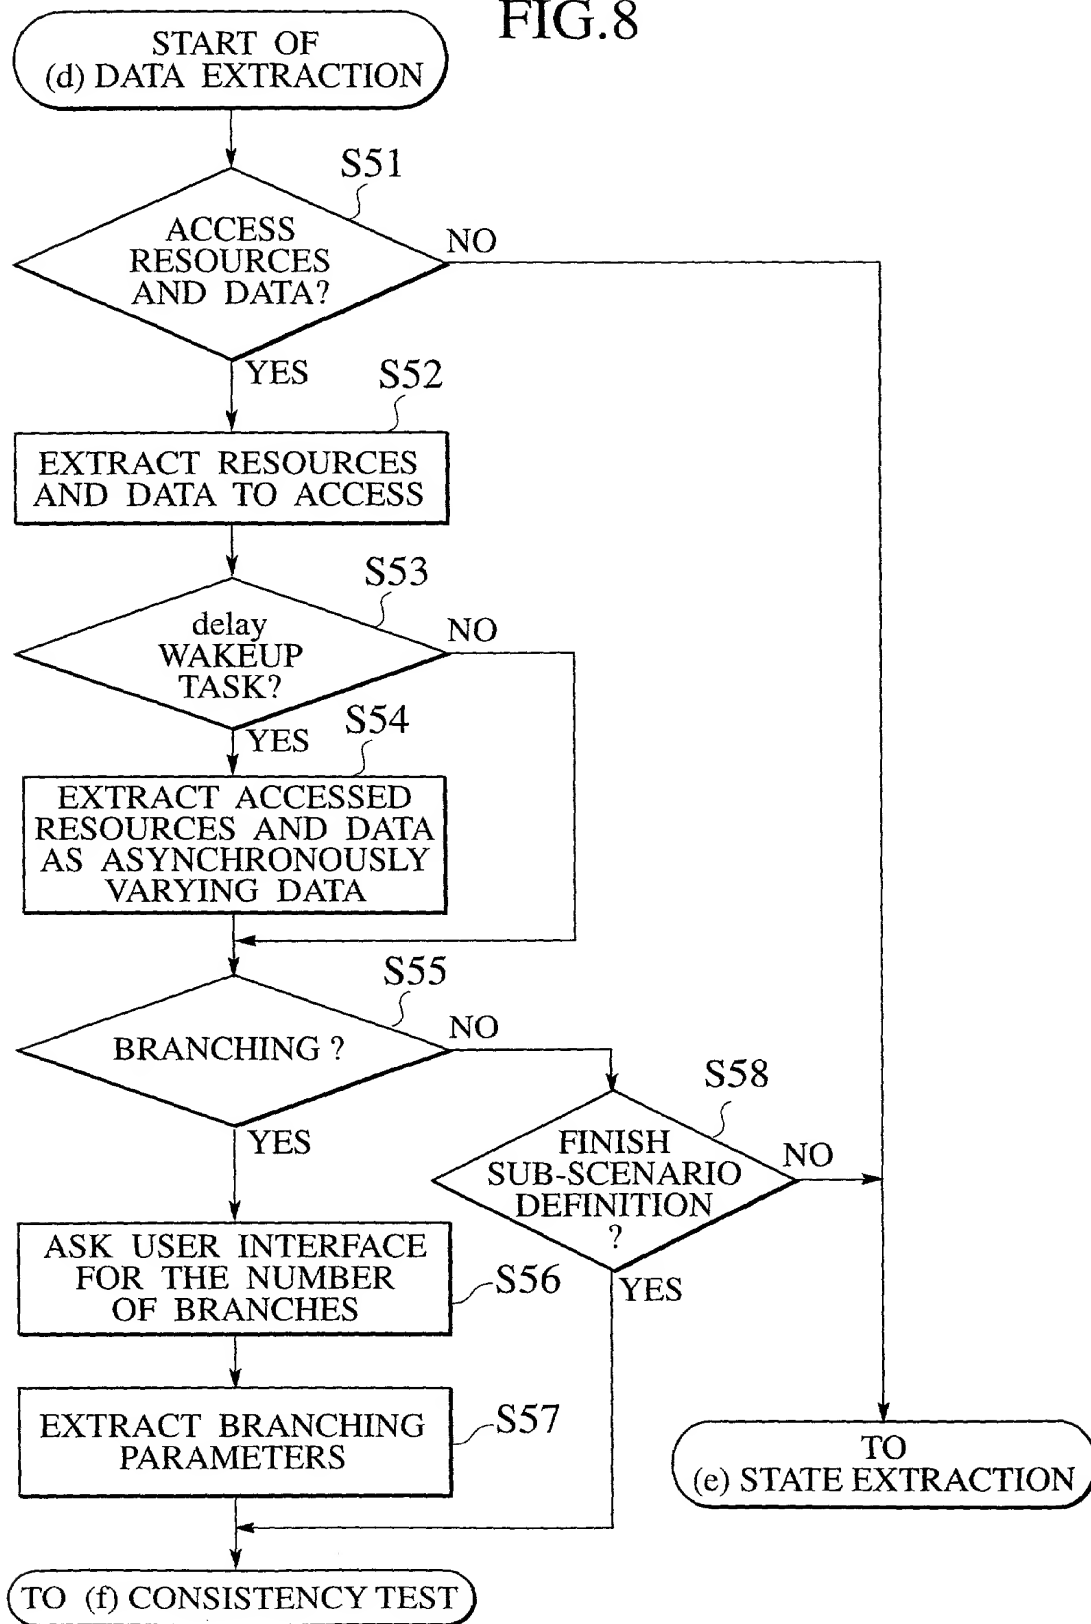 FIG.8
START OF
(d) DATA EXTRACTION
S51
ACCESS
RESOURCES
AND DATA?
NO
YES
S52
EXTRACT RESOURCES
AND DATA TO ACCESS
S53
delay
WAKEUP
TASK?
NO
YES
S54
EXTRACT ACCESSED
RESOURCES AND DATA
AS ASYNCHRONOUSLY
VARYING DATA
S55
BRANCHING ?
NO
YES
S58
FINISH
SUB-SCENARIO
DEFINITION
?
NO
YES
ASK USER INTERFACE
FOR THE NUMBER
OF BRANCHES
S56
EXTRACT BRANCHING
PARAMETERS
S57
TO
(e) STATE EXTRACTION
TO (f) CONSISTENCY TEST